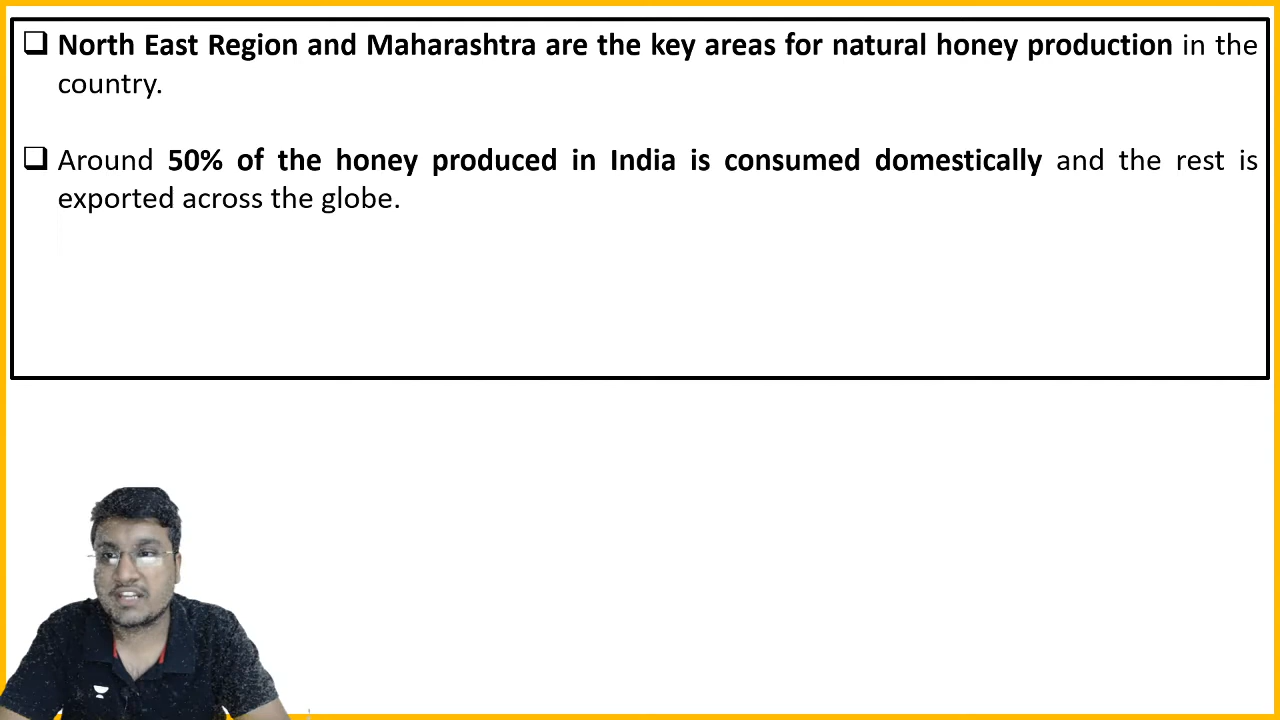 ❑ North East Region and Maharashtra are the key areas for natural honey production in the
country.
❑ Around 50% of the honey produced in India is consumed domestically and the rest is
exported across the globe.